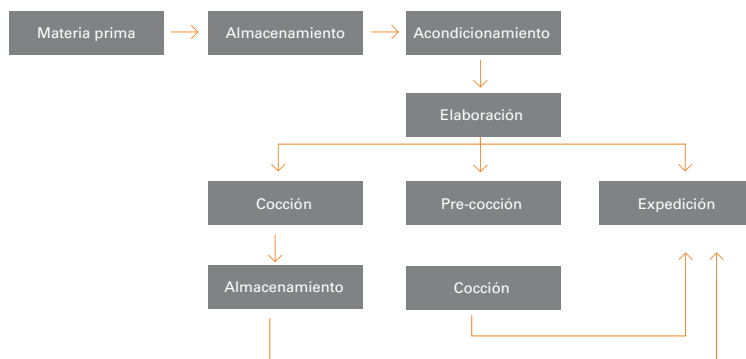 Materia prima
Almacenamiento
Acondicionamiento
Elaboración
Cocción
Pre-cocción
Expedición
Almacenamiento
Cocción